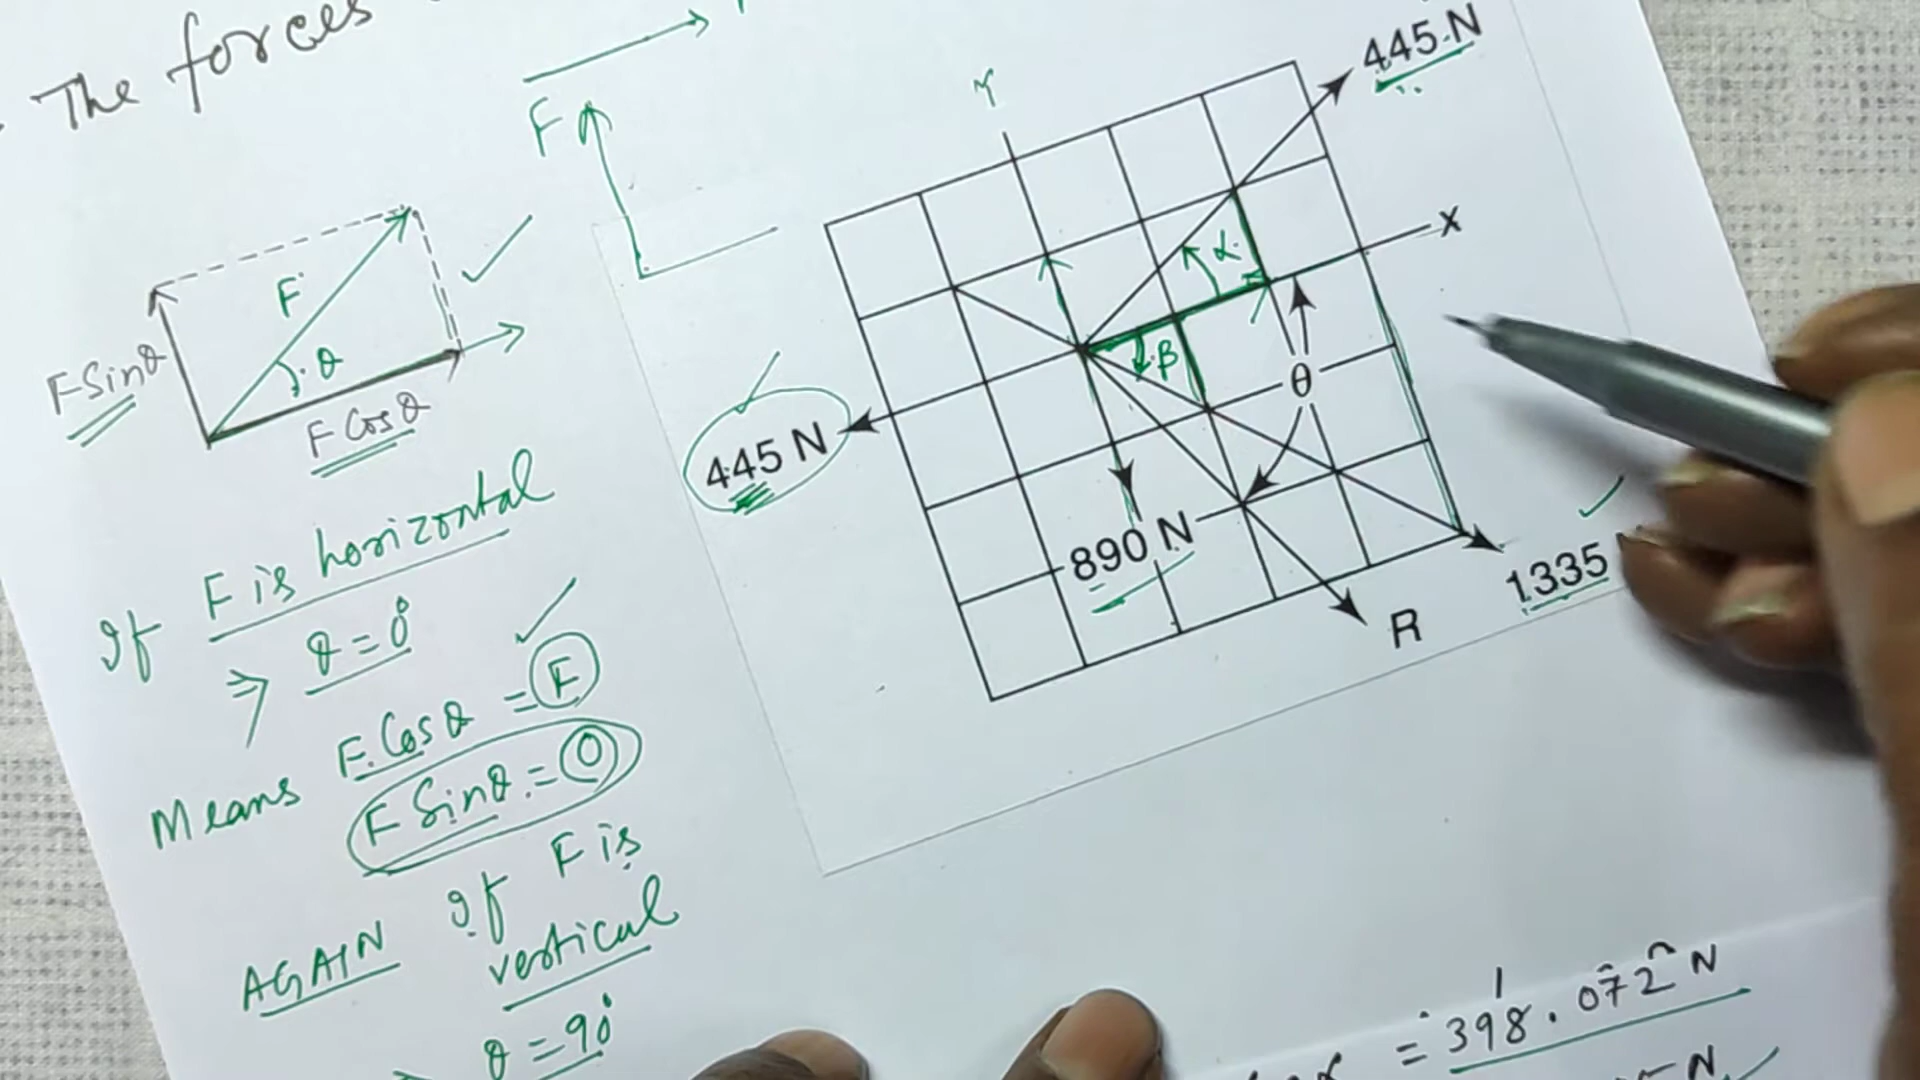 The forces
F
F
θ
F Sinθ
F Cosθ
If F is horizontal
⇒ θ = 0°
Means F. Cosθ = F
F Sinθ. = 0
AGAIN If F is
vertical
θ = 90°
Y
445 N
X
α
β
θ
445 N
890 N
1335
R
= 398.072 N
N